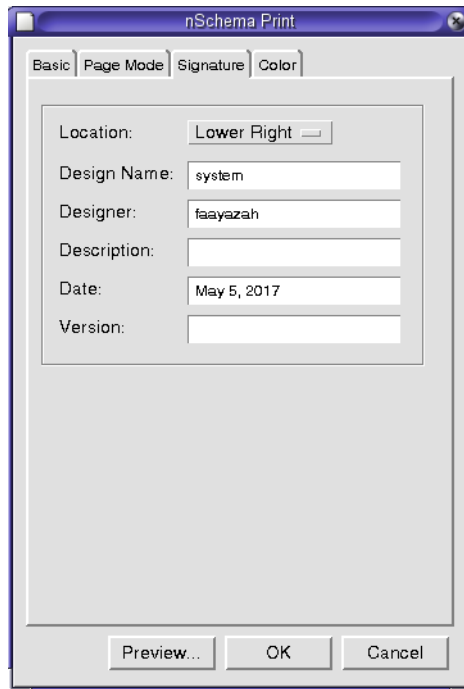 nSchema Print
Basic Page Mode Signature Color
Location: Lower Right
Design Name: system
Designer: faayazah
Description:
Date: May 5, 2017
Version:
Preview... OK Cancel